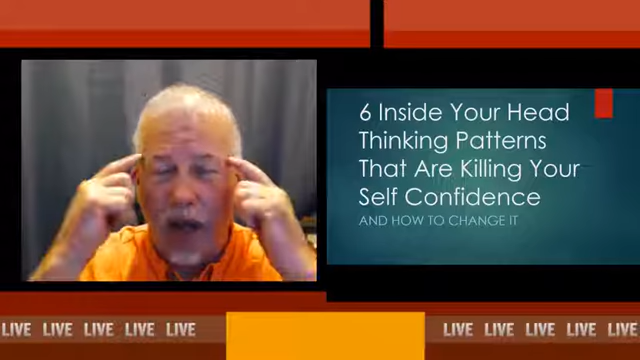 6 Inside Your Head
Thinking Patterns
That Are Killing Your
Self Confidence
AND HOW TO CHANGE IT
LIVE LIVE LIVE LIVE LIVE
LIVE LIVE LIVE LIVE LIVE